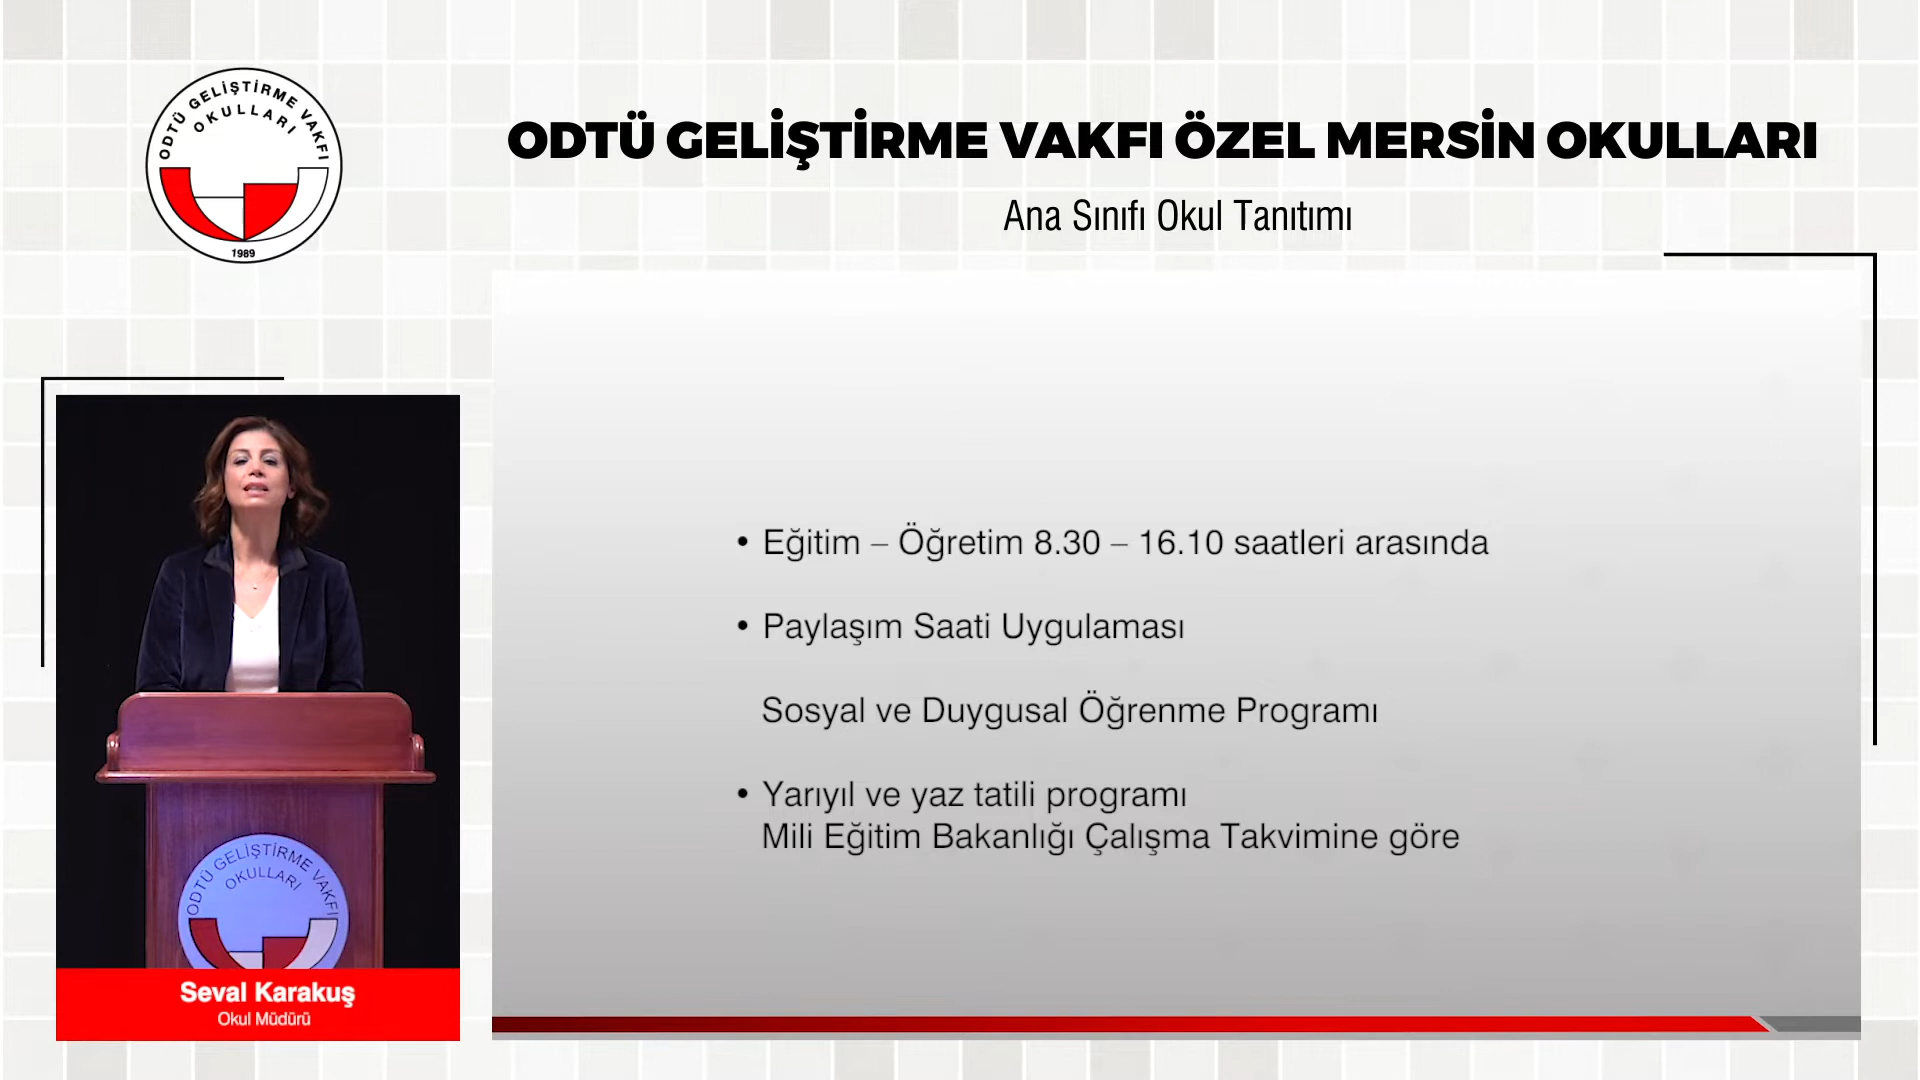 ODTÜ GELİŞTİRME VAKFI
OKULLARI
1989
ODTÜ GELİŞTİRME VAKFI ÖZEL MERSİN OKULLARI
Ana Sınıfı Okul Tanıtımı
• Eğitim – Öğretim 8.30 – 16.10 saatleri arasında
• Paylaşım Saati Uygulaması
Sosyal ve Duygusal Öğrenme Programı
• Yarıyıl ve yaz tatili programı
Mili Eğitim Bakanlığı Çalışma Takvimine göre
ODTÜ GELİŞTİRME VAKFI
OKULLARI
Seval Karakuş
Okul Müdürü